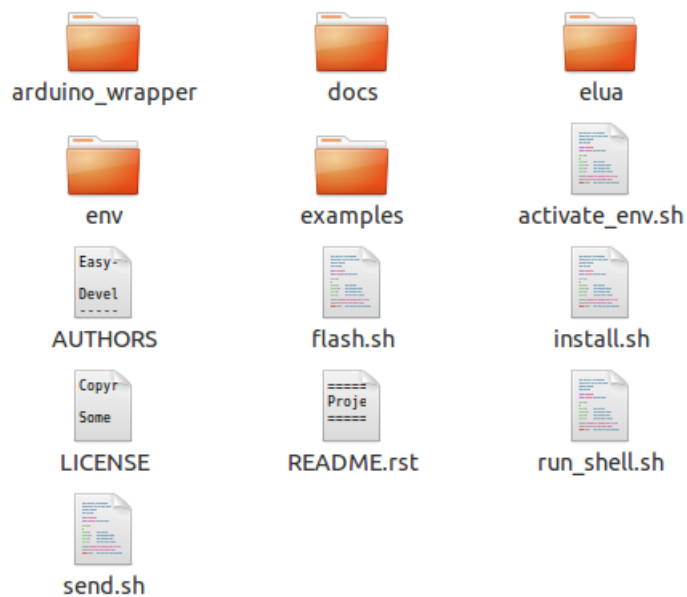 arduino_wrapper docs elua
env examples activate_env.sh
Easy-
Devel
-----
AUTHORS flash.sh install.sh
Copyr
Some
=====
Proje
=====
LICENSE README.rst run_shell.sh
send.sh